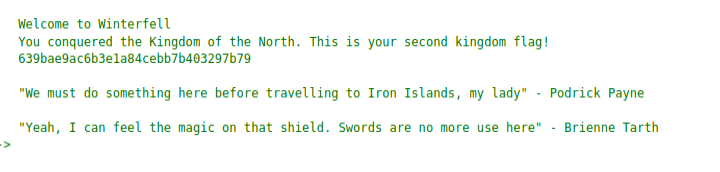 Welcome to Winterfell
You conquered the Kingdom of the North. This is your second kingdom flag!
639bae9ac6b3e1a84cebb7b403297b79
"We must do something here before travelling to Iron Islands, my lady" - Podrick Payne
"Yeah, I can feel the magic on that shield. Swords are no more use here" - Brienne Tarth
->